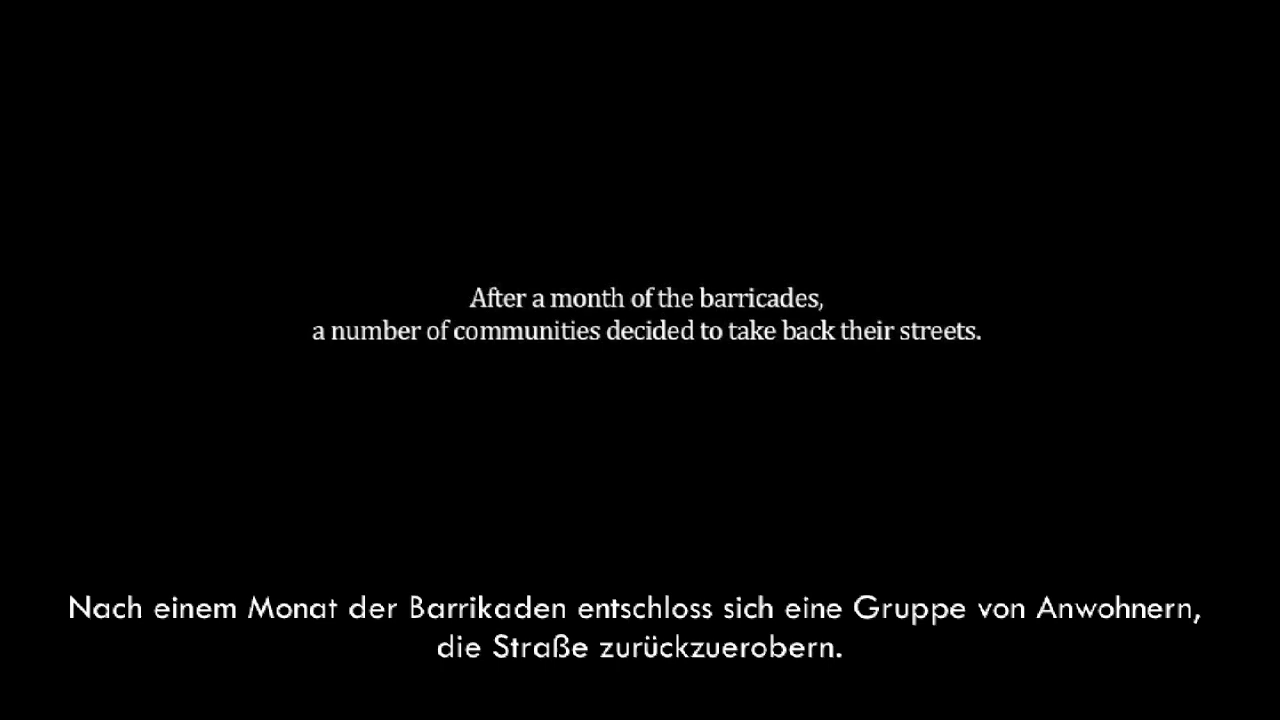 After a month of the barricades,
a number of communities decided to take back their streets.
Nach einem Monat der Barrikaden entschloss sich eine Gruppe von Anwohnern,
die Straße zurückzuerobern.